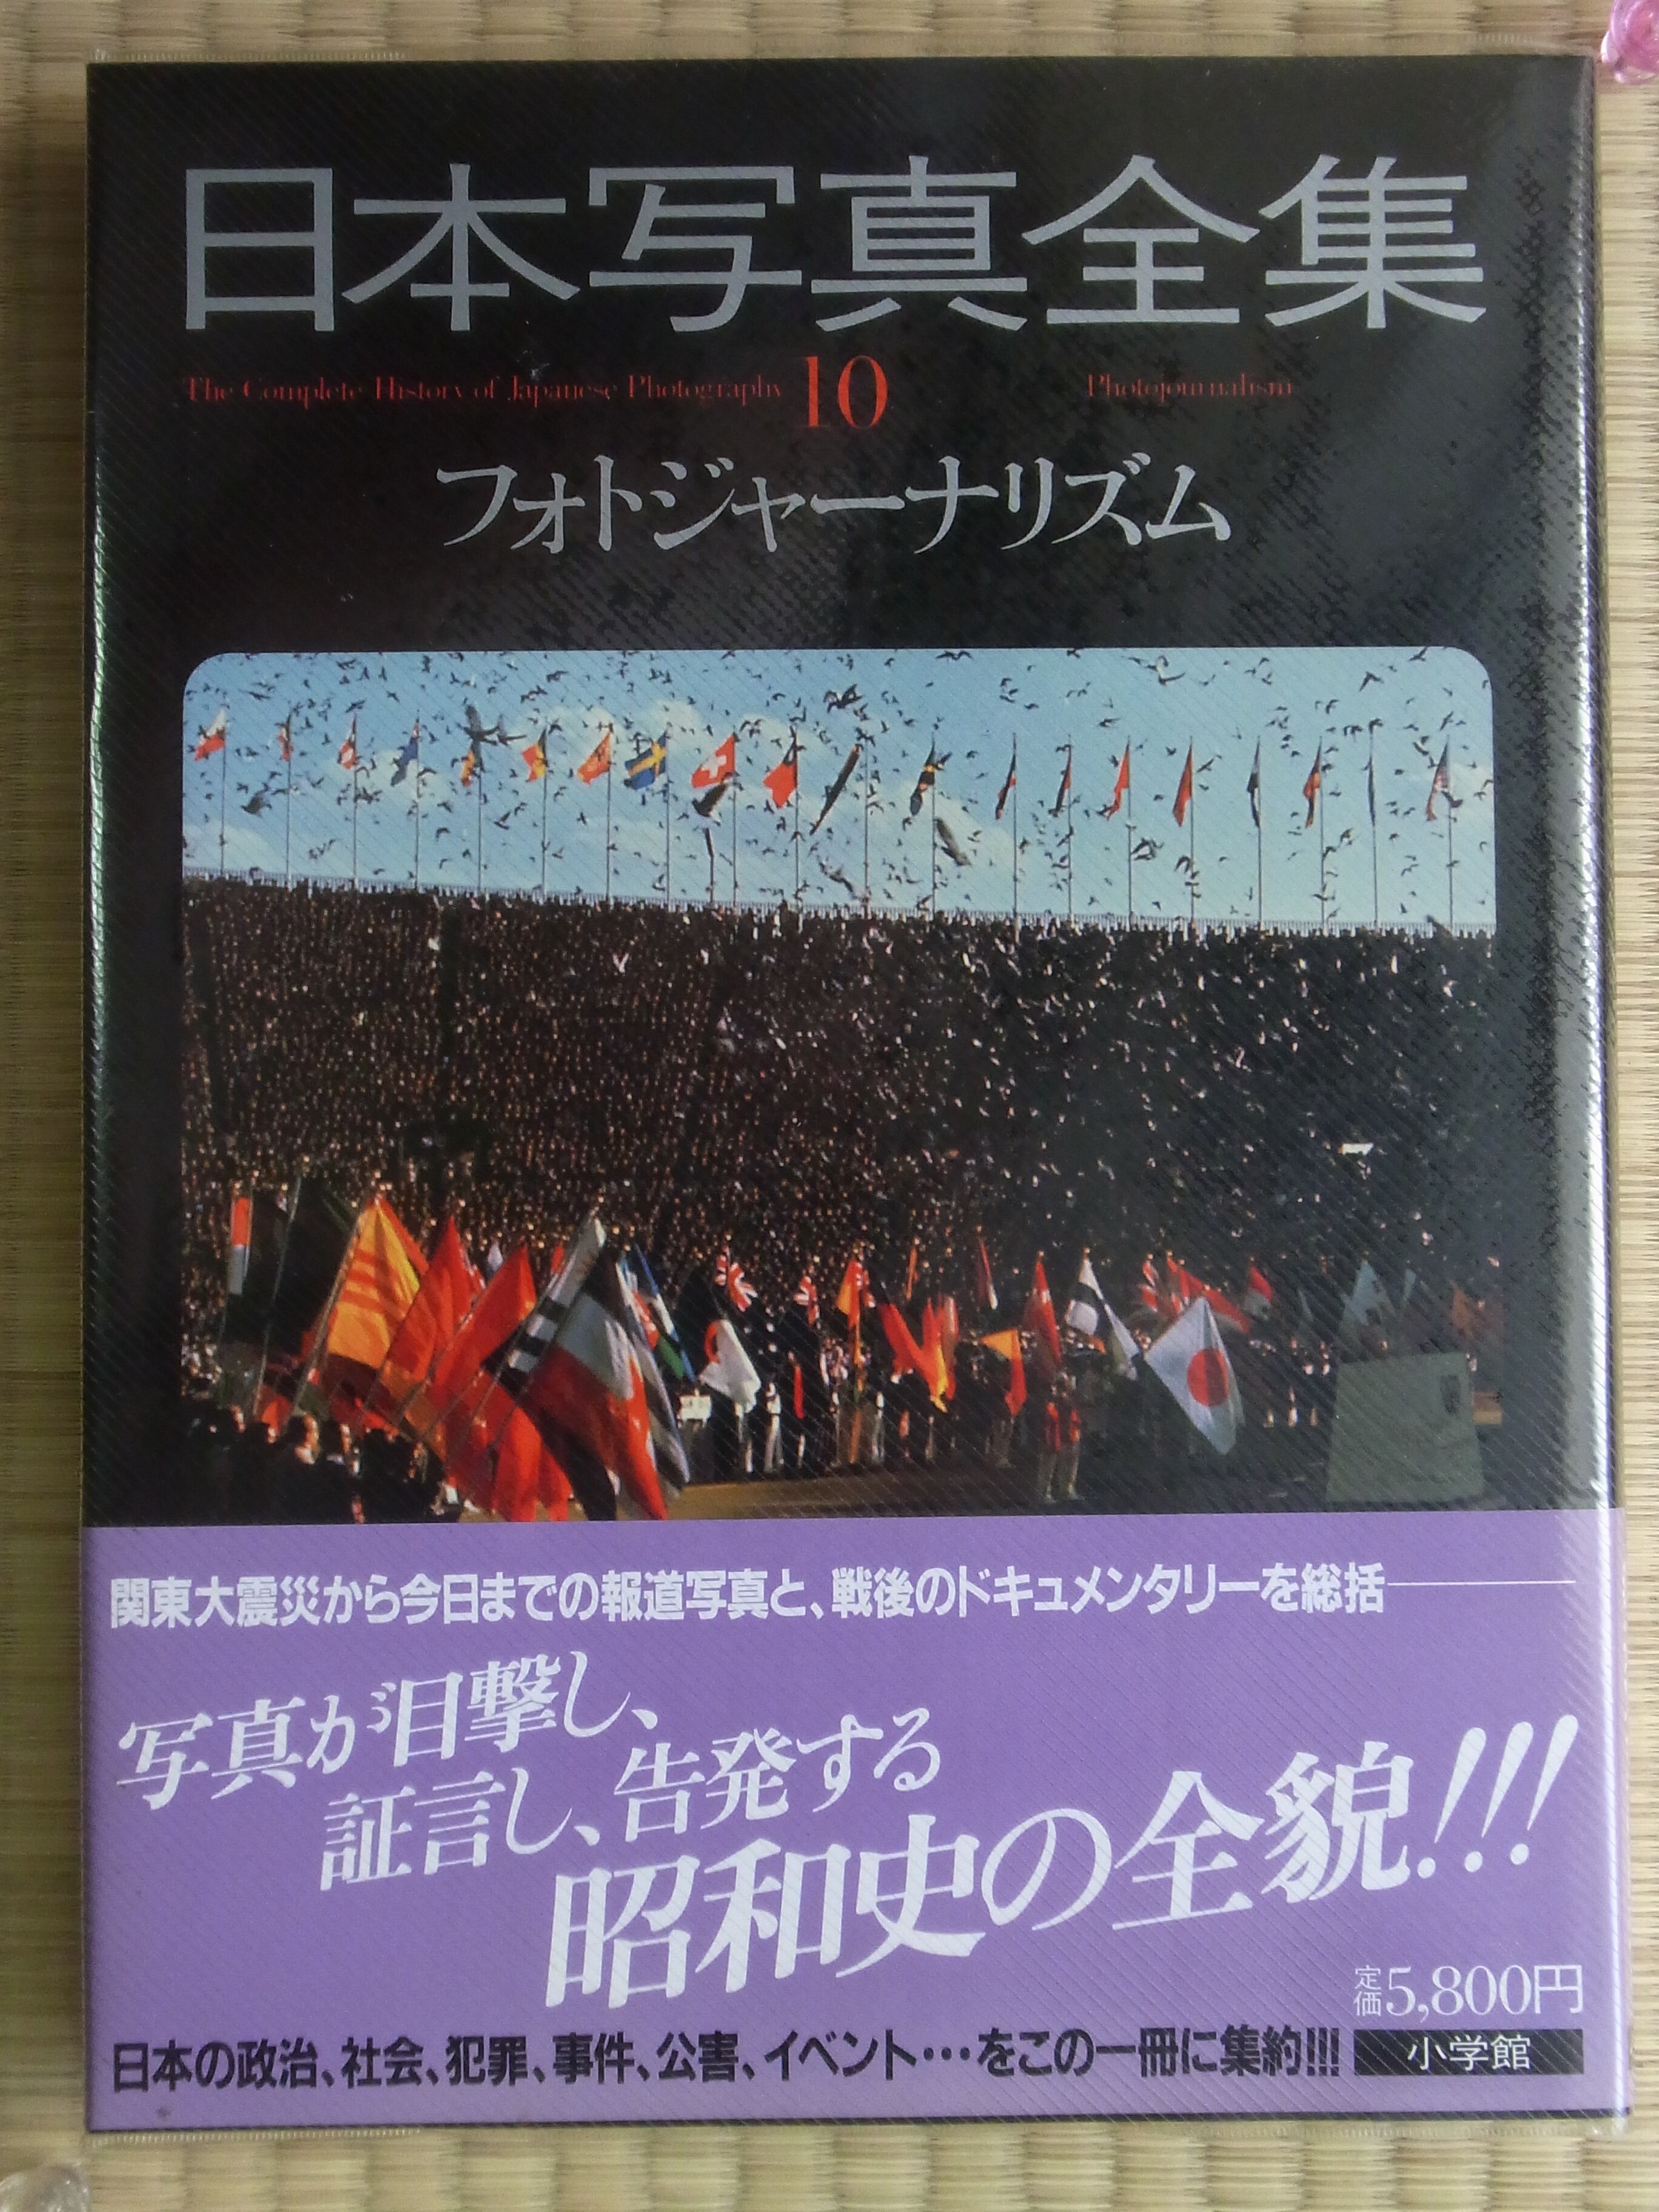 日本写真全集
The Complete History of Japanese Photography 10 Photojournalism
フォトジャーナリズム
関東大震災から今日までの報道写真と、戦後のドキュメンタリーを総括———
写真が目撃し、
証言し、告発する
昭和史の全貌!!!
定価5,800円
日本の政治、社会、犯罪、事件、公害、イベント…をこの一冊に集約!!!
小学館